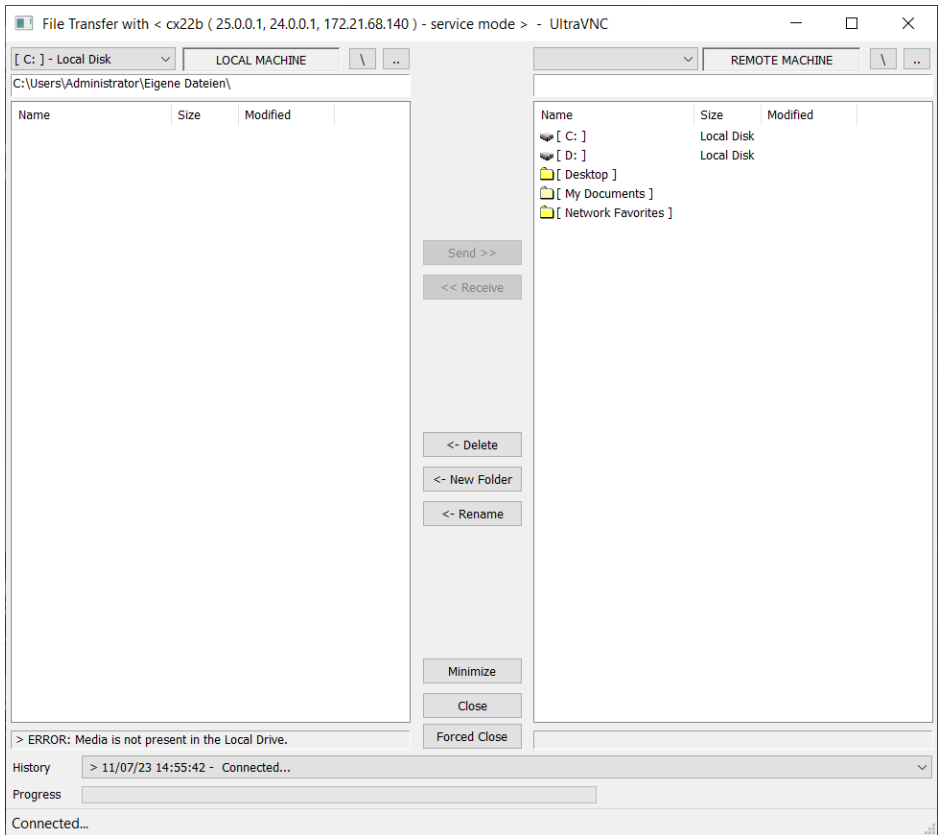 File Transfer with < cx22b ( 25.0.0.1, 24.0.0.1, 172.21.68.140 ) - service mode > - UltraVNC
[ C: ] - Local Disk LOCAL MACHINE \ .. REMOTE MACHINE \ ..
C:\Users\Administrator\Eigene Dateien\
Name Size Modified Name Size Modified
[ C: ] Local Disk
[ D: ] Local Disk
[ Desktop ]
[ My Documents ]
[ Network Favorites ]
Send >>
<< Receive
<- Delete
<- New Folder
<- Rename
Minimize
Close
> ERROR: Media is not present in the Local Drive. Forced Close
History > 11/07/23 14:55:42 - Connected...
Progress
Connected...